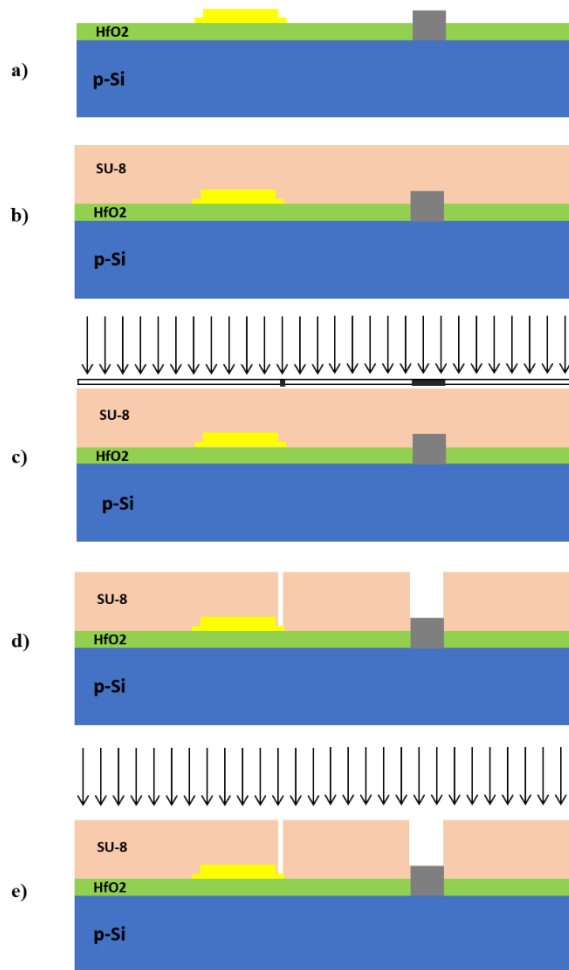 HfO2
a)
p-Si
SU-8
HfO2
b)
p-Si
SU-8
HfO2
c)
p-Si
SU-8
HfO2
d)
p-Si
SU-8
HfO2
e)
p-Si